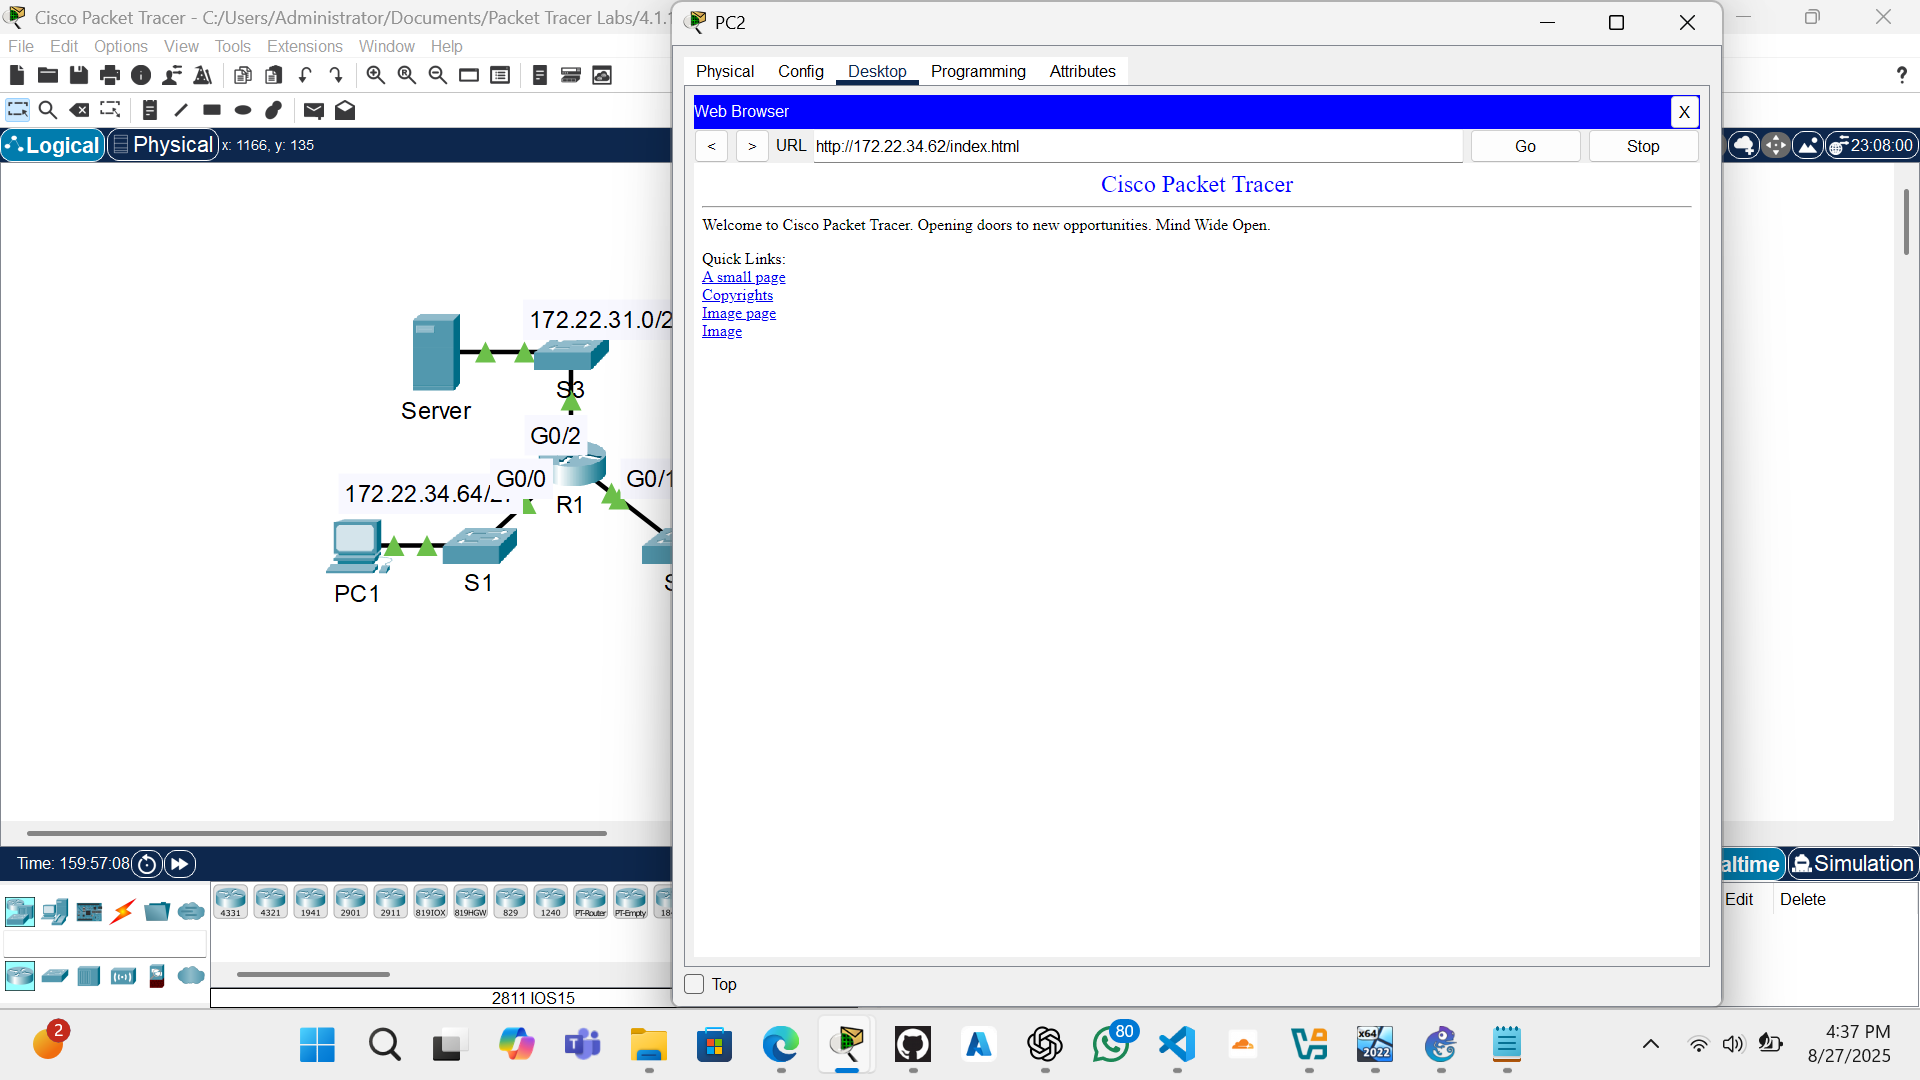 Cisco Packet Tracer - C:/Users/Administrator/Documents/Packet Tracer Labs/4.1.1
File Edit Options View Tools Extensions Window Help
?
Logical Physical x: 1166, y: 135
23:08:00
PC2
Physical Config Desktop Programming Attributes
Web Browser
X
< > URL http://172.22.34.62/index.html Go Stop
Cisco Packet Tracer
Welcome to Cisco Packet Tracer. Opening doors to new opportunities. Mind Wide Open.
Quick Links:
A small page
Copyrights
Image page
Image
Top
172.22.31.0/2
S3
Server
G0/2
G0/0
G0/1
172.22.34.64/
R1
S1
PC1
Time: 159:57:08
altime Simulation
Edit Delete
4331 4321 1941 2901 2911 819IOX 819HGW 829 1240 PT-Router PT-Empty 18
2811 IOS15
2
80
x64
2022
4:37 PM
8/27/2025